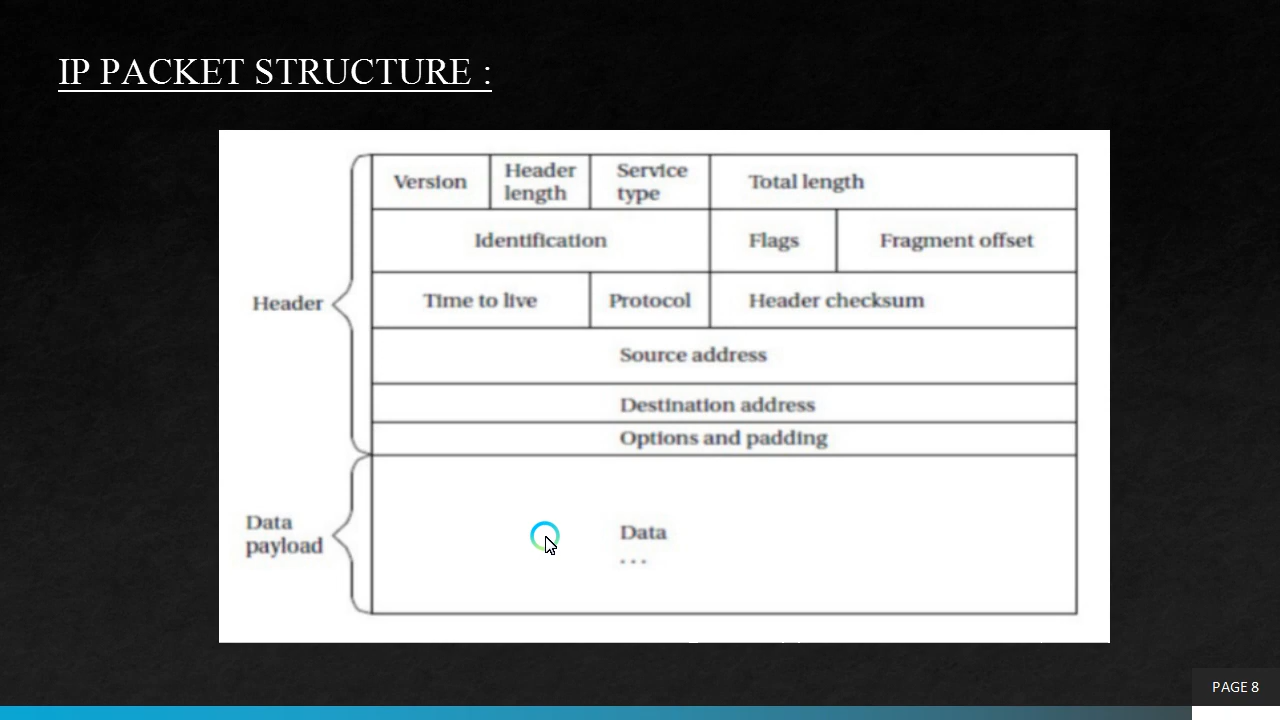 IP PACKET STRUCTURE :
Version
Header
length
Service
type
Total length
Identification
Flags
Fragment offset
Header
Time to live
Protocol
Header checksum
Source address
Destination address
Options and padding
Data
payload
Data
...
PAGE 8